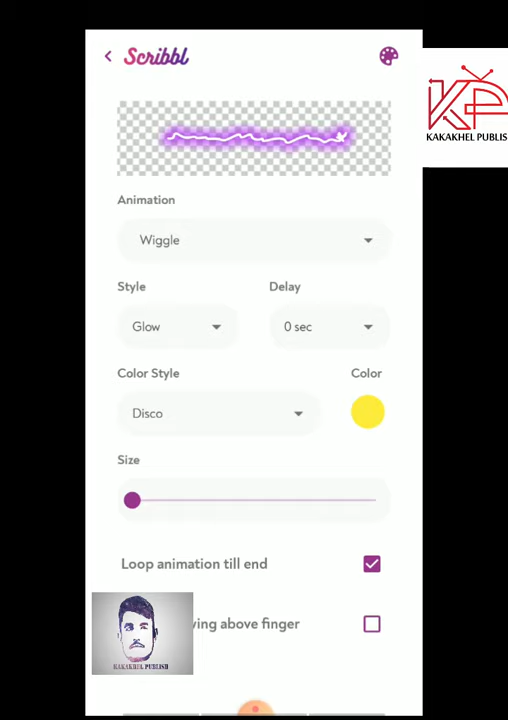 Scribbl
KP
KAKAKHEL PUBLIS
Animation
Wiggle
Style
Delay
Glow
0 sec
Color Style
Color
Disco
Size
Loop animation till end
above finger
KAKAKHEL PUBLISH